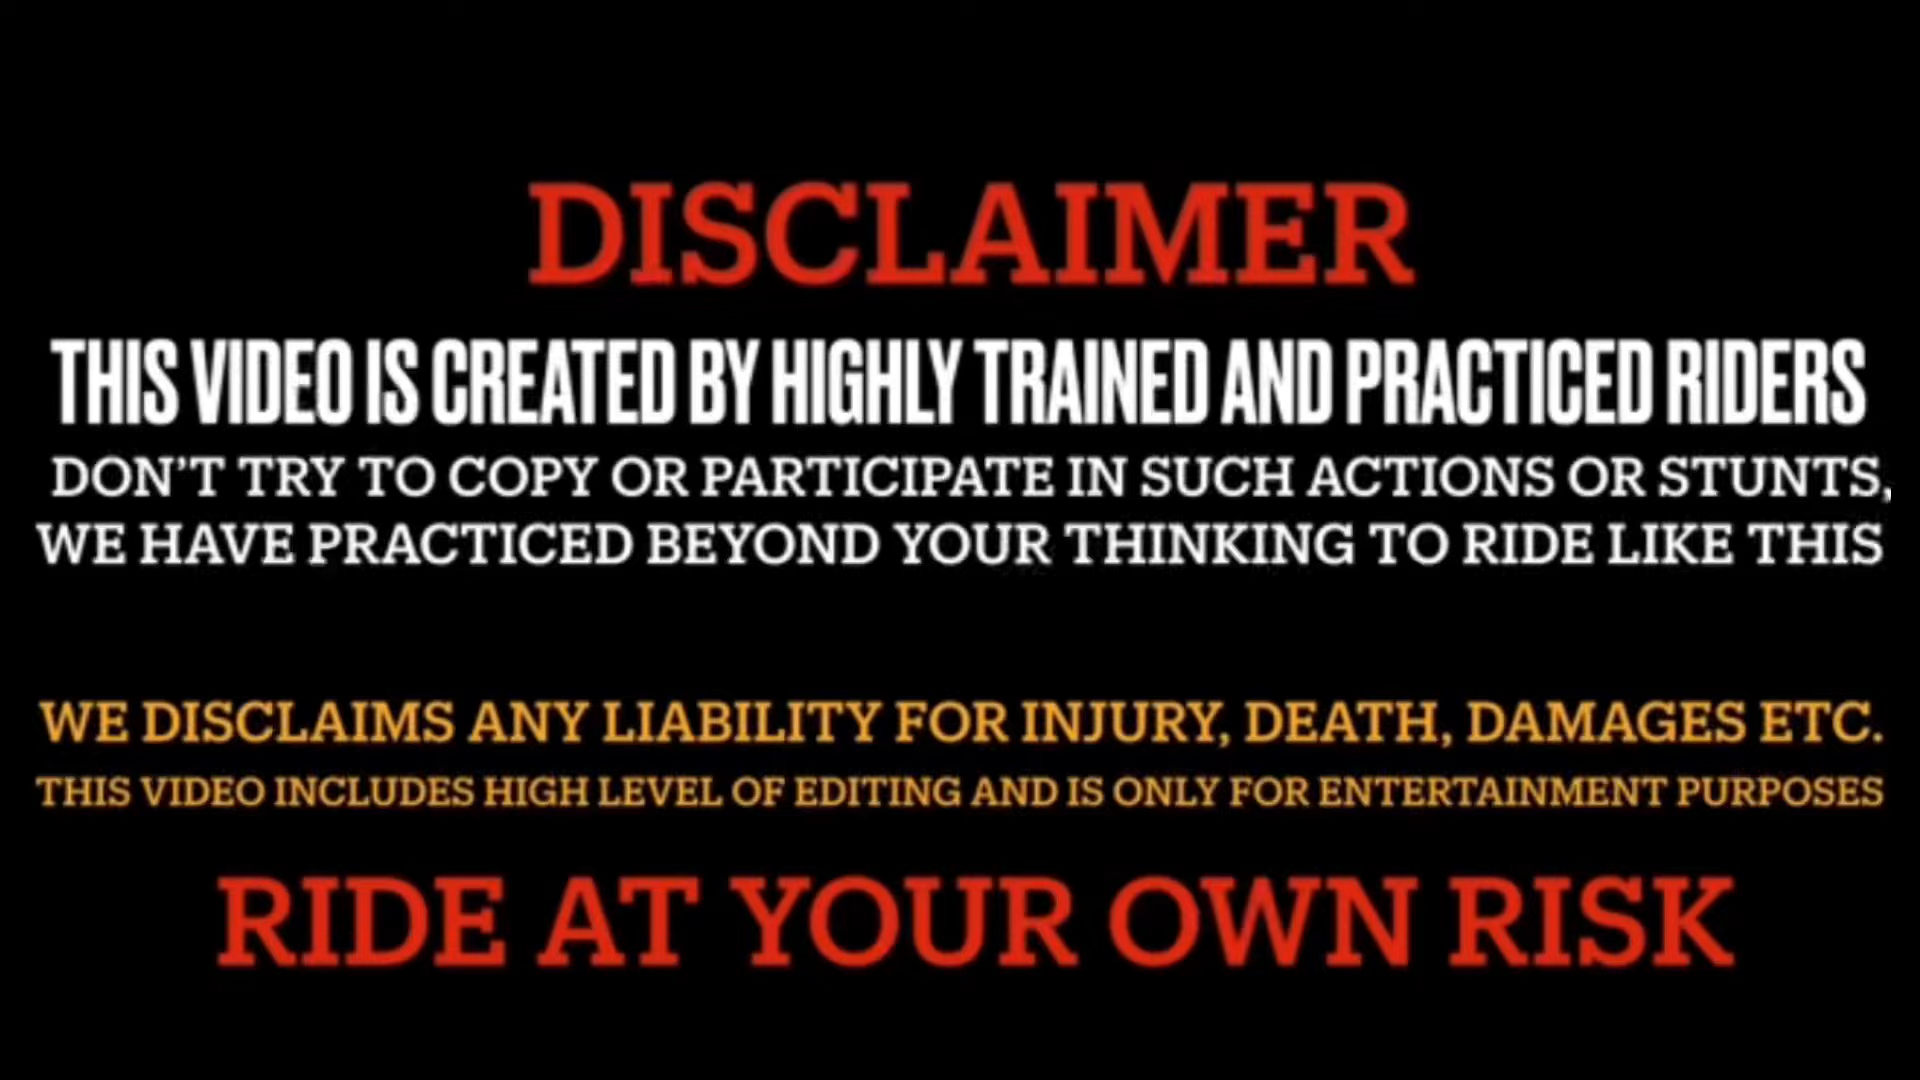 DISCLAIMER
THIS VIDEO IS CREATED BY HIGHLY TRAINED AND PRACTICED RIDERS
DON'T TRY TO COPY OR PARTICIPATE IN SUCH ACTIONS OR STUNTS,
WE HAVE PRACTICED BEYOND YOUR THINKING TO RIDE LIKE THIS
WE DISCLAIMS ANY LIABILITY FOR INJURY, DEATH, DAMAGES ETC.
THIS VIDEO INCLUDES HIGH LEVEL OF EDITING AND IS ONLY FOR ENTERTAINMENT PURPOSES
RIDE AT YOUR OWN RISK